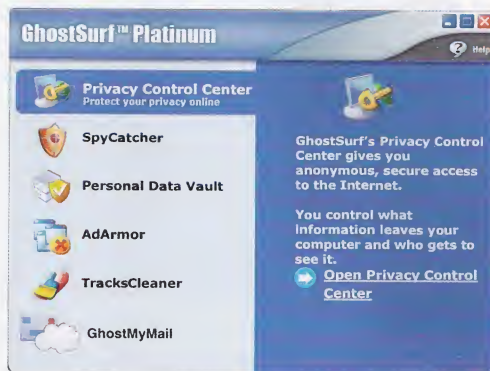 GhostSurf™ Platinum
Help
Privacy Control Center
Protect your privacy online
SpyCatcher
Personal Data Vault
AdArmor
TracksCleaner
GhostMyMail
GhostSurf's Privacy Control
Center gives you
anonymous, secure access
to the Internet.
You control what
information leaves your
computer and who gets to
see it.
Open Privacy Control
Center